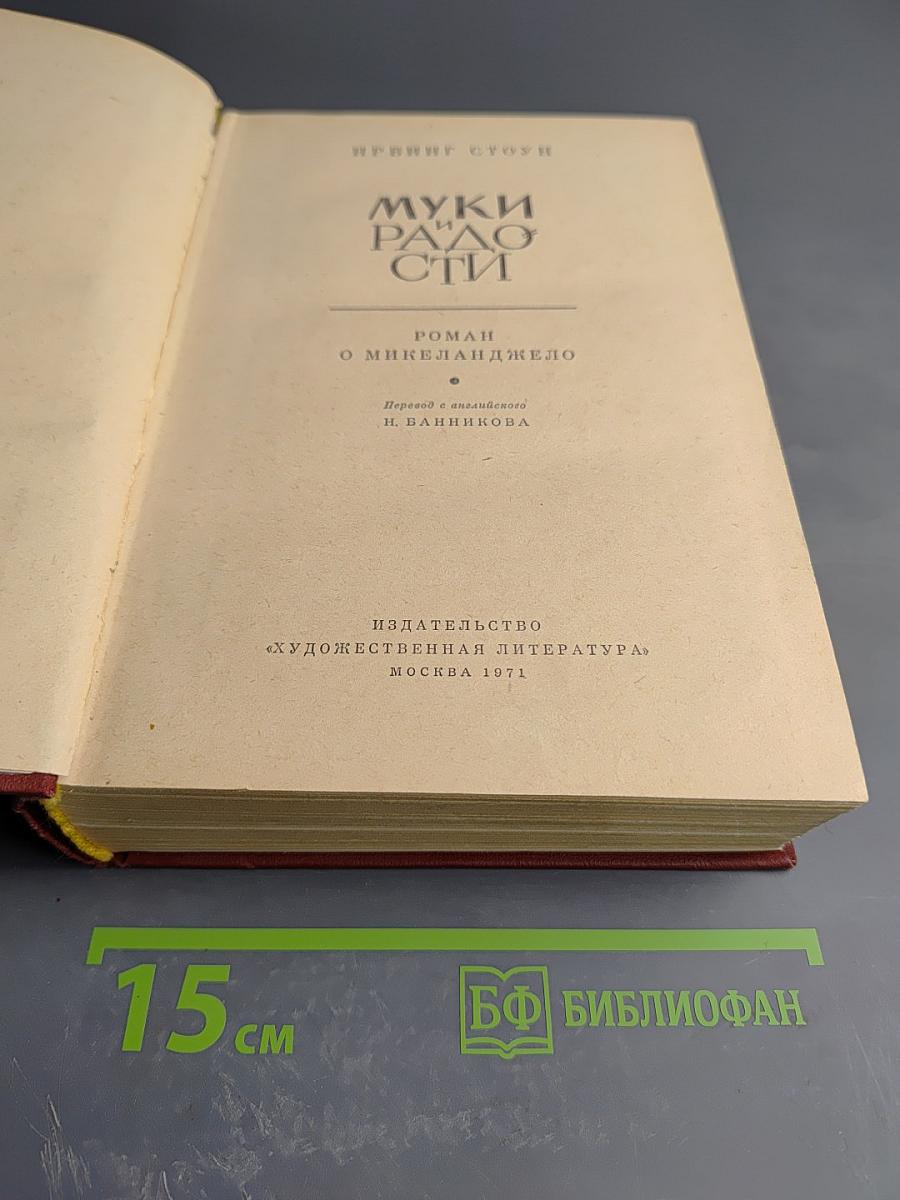 ИРВИНГ СТОУН
МУКИ
И
РАДО
СТИ
РОМАН
О МИКЕЛАНДЖЕЛО
Перевод с английского
Н. БАННИКОВА
ИЗДАТЕЛЬСТВО
«ХУДОЖЕСТВЕННАЯ ЛИТЕРАТУРА»
МОСКВА 1971
15 см
БФ БИБЛИОФАН